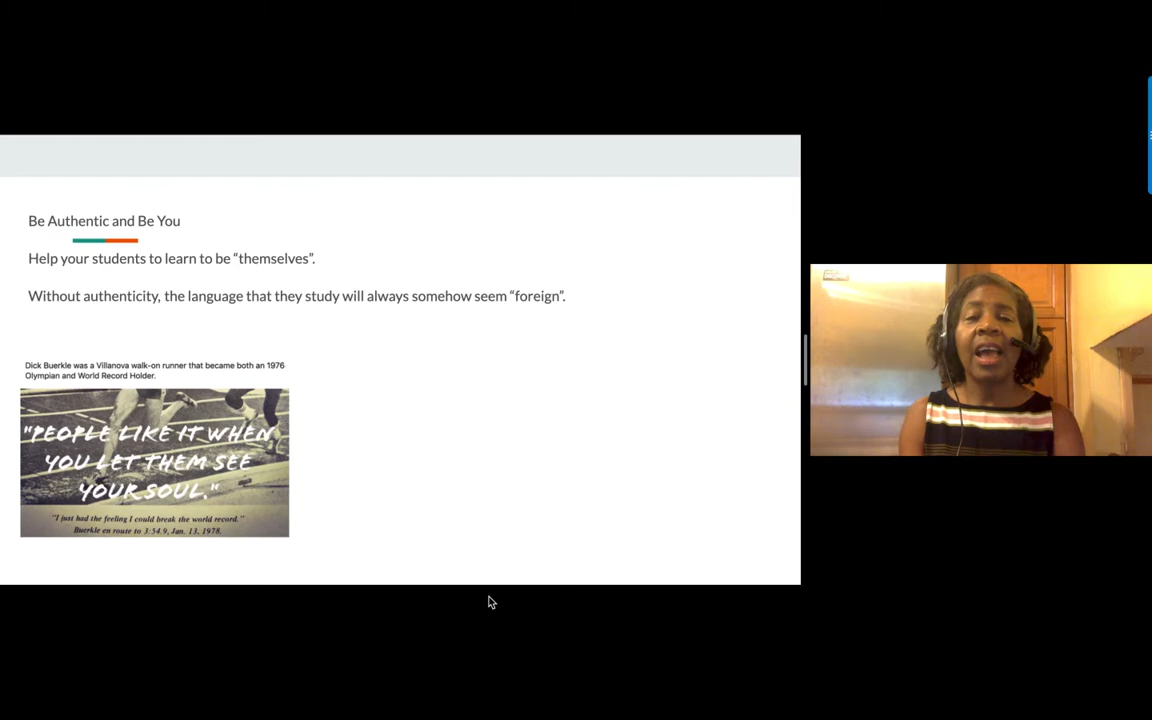 Be Authentic and Be You
Help your students to learn to be “themselves”.
Without authenticity, the language that they study will always somehow seem “foreign”.
Dick Buerkle was a Villanova walk-on runner that became both an 1976
Olympian and World Record Holder.
"PEOPLE LIKE IT WHEN
YOU LET THEM SEE
YOUR SOUL."
"I just had the feeling I could break the world record."
Buerkle en route to 3:54.9, Jan. 13, 1978.